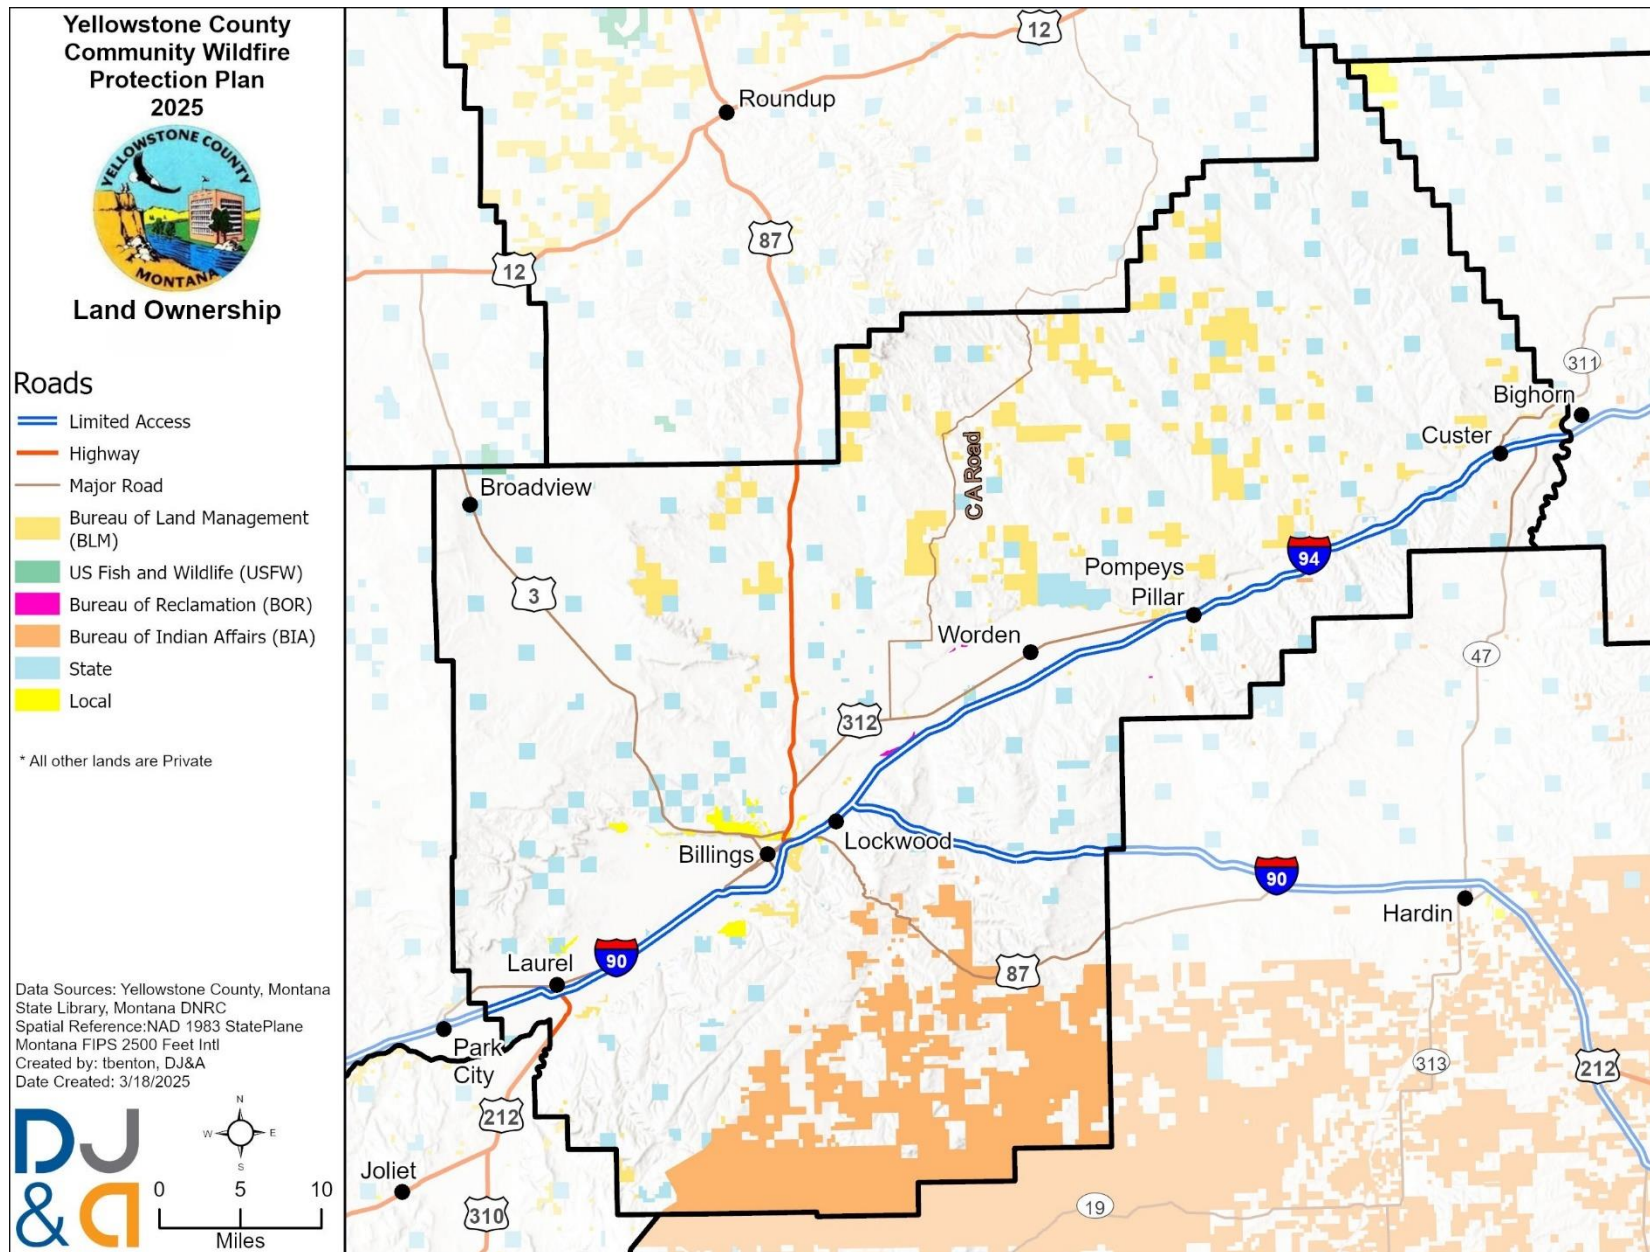 Yellowstone County
Community Wildfire
Protection Plan
2025
YELLOWSTONE COUNTY
MONTANA
Land Ownership
Roads
Limited Access
Highway
Major Road
Bureau of Land Management
(BLM)
US Fish and Wildlife (USFW)
Bureau of Reclamation (BOR)
Bureau of Indian Affairs (BIA)
State
Local
* All other lands are Private
Data Sources: Yellowstone County, Montana
State Library, Montana DNRC
Spatial Reference:NAD 1983 StatePlane
Montana FIPS 2500 Feet Intl
Created by: tbenton, DJ&A
Date Created: 3/18/2025
DJ
&A
N
W E
S
0 5 10
Miles
12
Roundup
87
12
311
Bighorn
Custer
C A Road
Broadview
94
Pompeys
Pillar
3
Worden
47
312
Lockwood
Billings
90
Hardin
Laurel
90
87
Park
City
313
212
212
Joliet
310
19